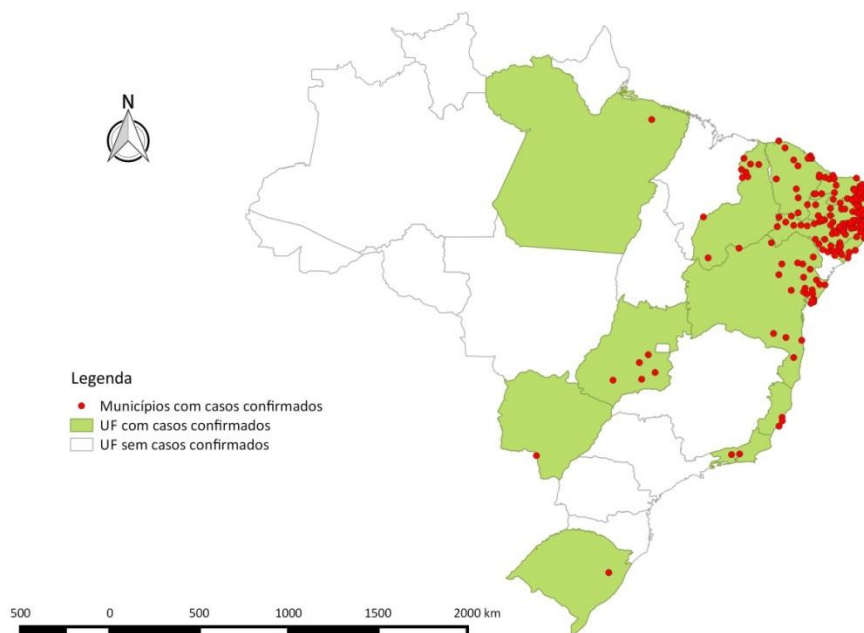 N
Legenda
Municípios com casos confirmados
UF com casos confirmados
UF sem casos confirmados
500 0 500 1000 1500 2000 km